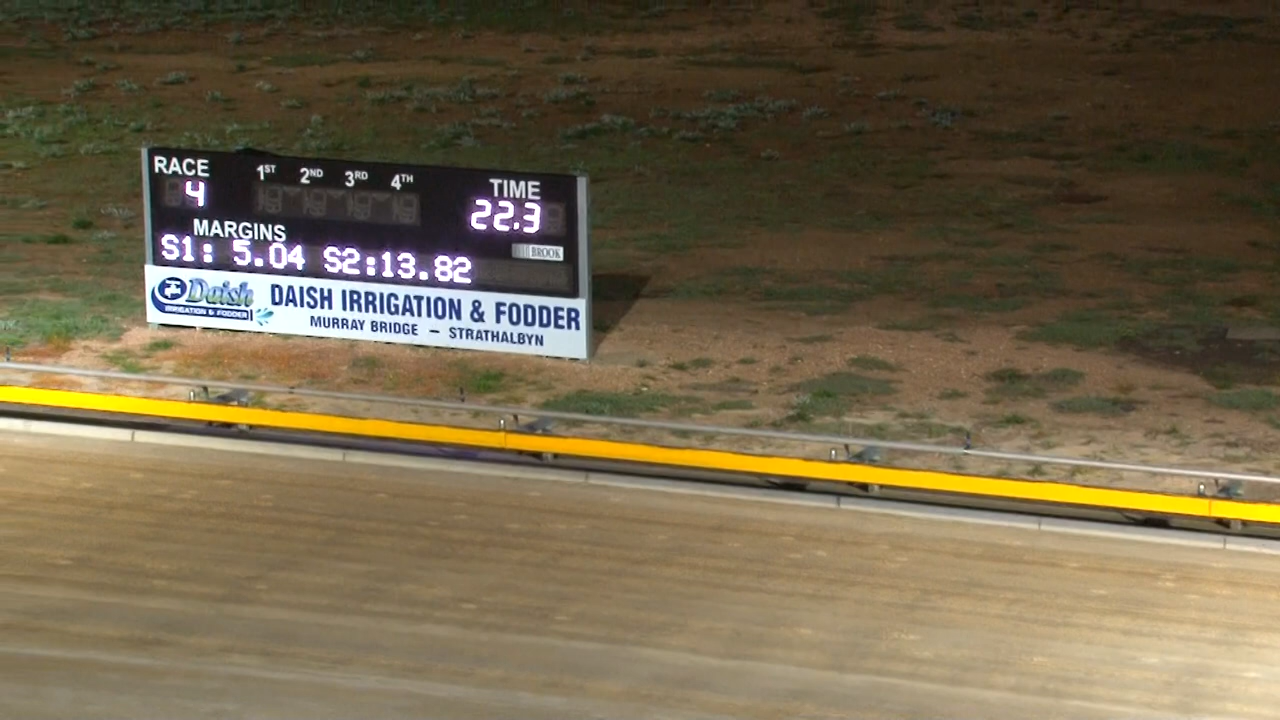 RACE 1ST 2ND 3RD 4TH TIME
4 22.3
MARGINS
BROOK
S1: 5.04 S2:13.82
Daish
IRRIGATION & FODDER
DAISH IRRIGATION & FODDER
MURRAY BRIDGE – STRATHALBYN